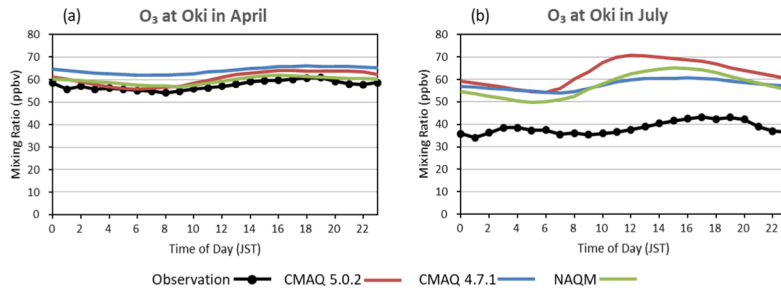 (a) O₃ at Oki in April
80
70
60
50
40
30
20
10
0
Mixing Ratio (ppbv)
0 2 4 6 8 10 12 14 16 18 20 22
Time of Day (JST)
(b) O₃ at Oki in July
80
70
60
50
40
30
20
10
0
Mixing Ratio (ppbv)
0 2 4 6 8 10 12 14 16 18 20 22
Time of Day (JST)
Observation CMAQ 5.0.2 CMAQ 4.7.1 NAQM